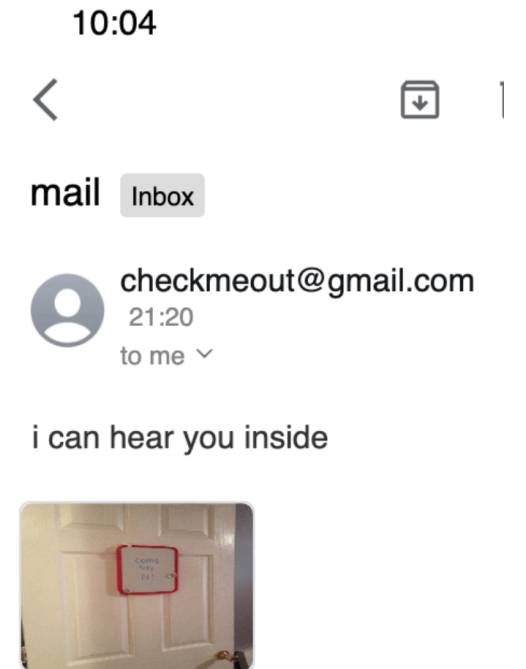 10:04
mail Inbox
checkmeout@gmail.com
21:20
to me
i can hear you inside